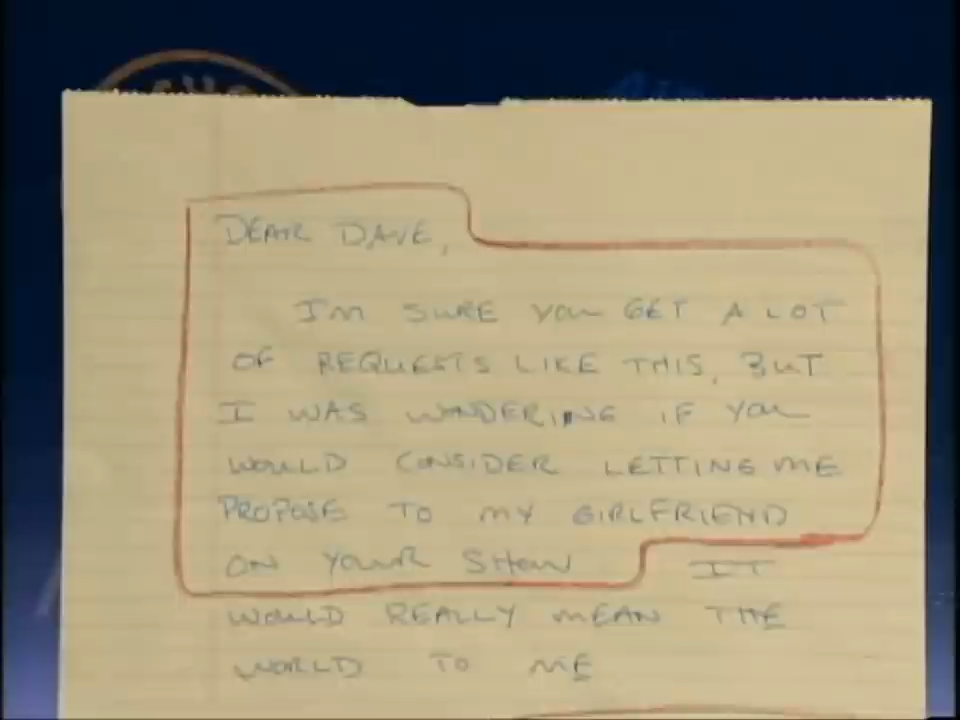 DEAR DAVE,
I'M SURE YOU GET A LOT
OF REQUESTS LIKE THIS, BUT
I WAS WONDERING IF YOU
WOULD CONSIDER LETTING ME
PROPOSE TO MY GIRLFRIEND
ON YOUR SHOW IT
WOULD REALLY MEAN THE
WORLD TO ME